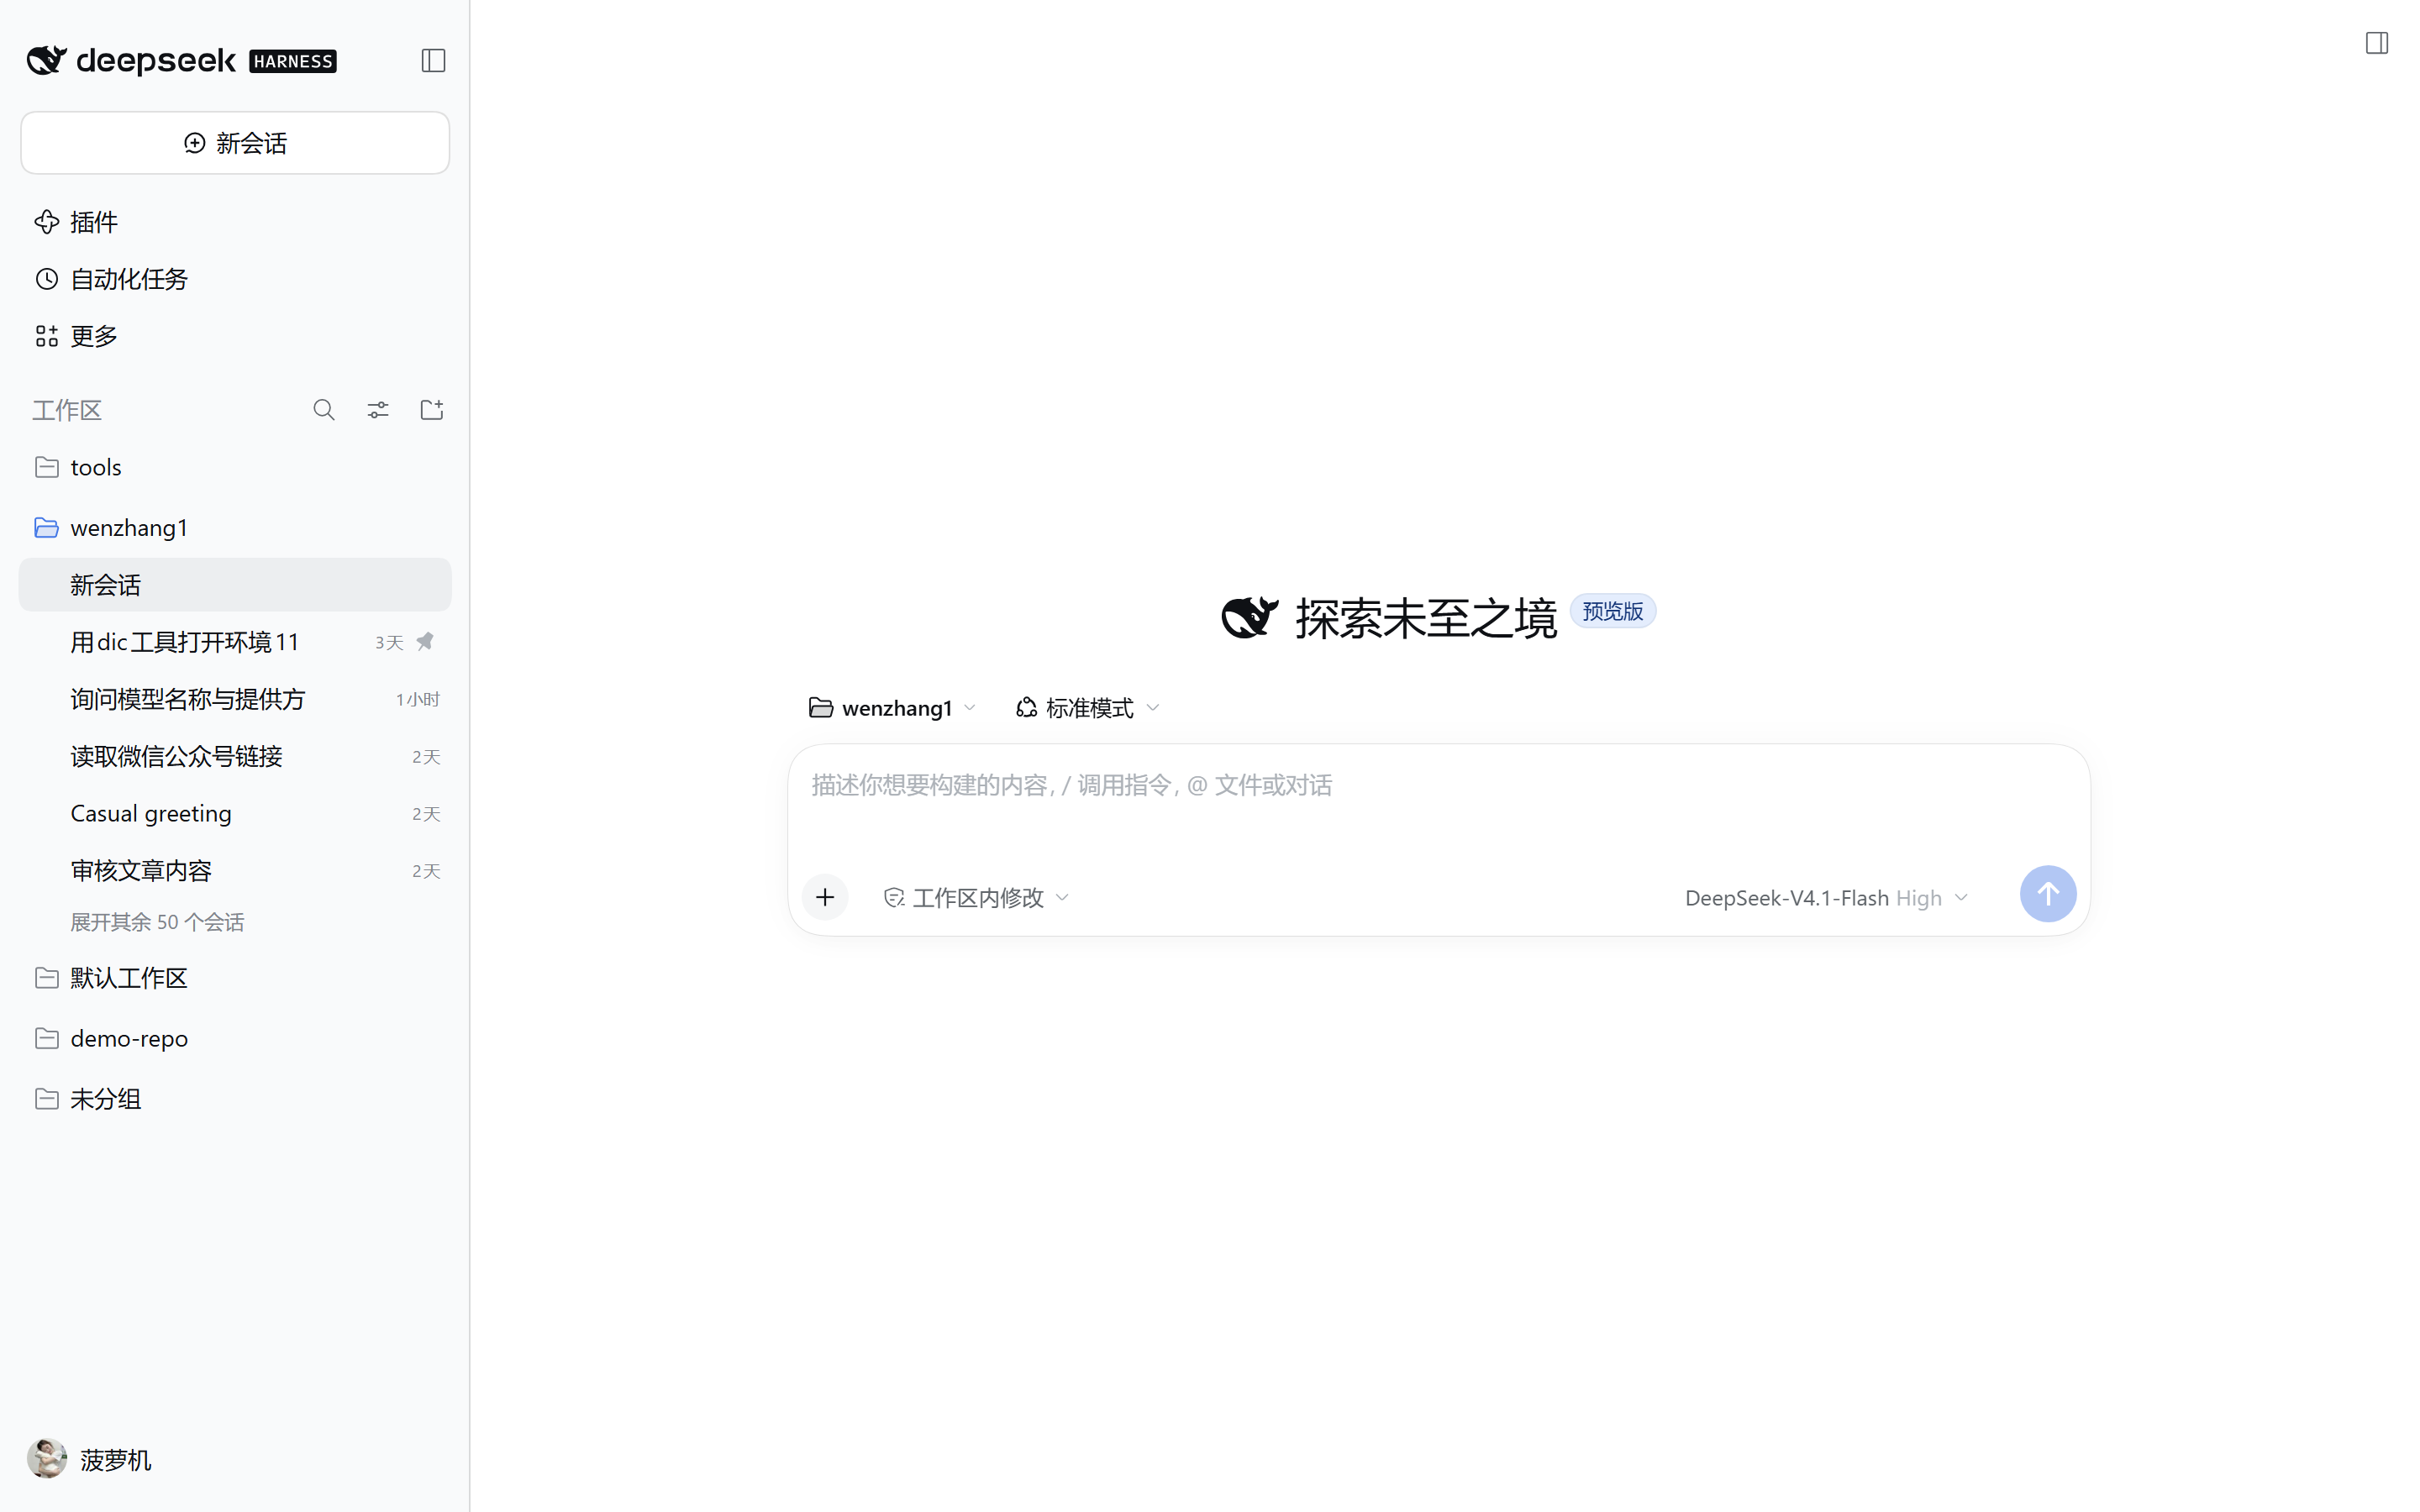 deepseek HARNESS
新会话
插件
自动化任务
更多
工作区
tools
wenzhang1
新会话
用dic工具打开环境11 3天
询问模型名称与提供方 1小时
读取微信公众号链接 2天
Casual greeting 2天
审核文章内容 2天
展开其余 50 个会话
默认工作区
demo-repo
未分组
菠萝机
探索未至之境 预览版
wenzhang1 标准模式
描述你想要构建的内容, / 调用指令, @ 文件或对话
工作区内修改 DeepSeek-V4.1-Flash High